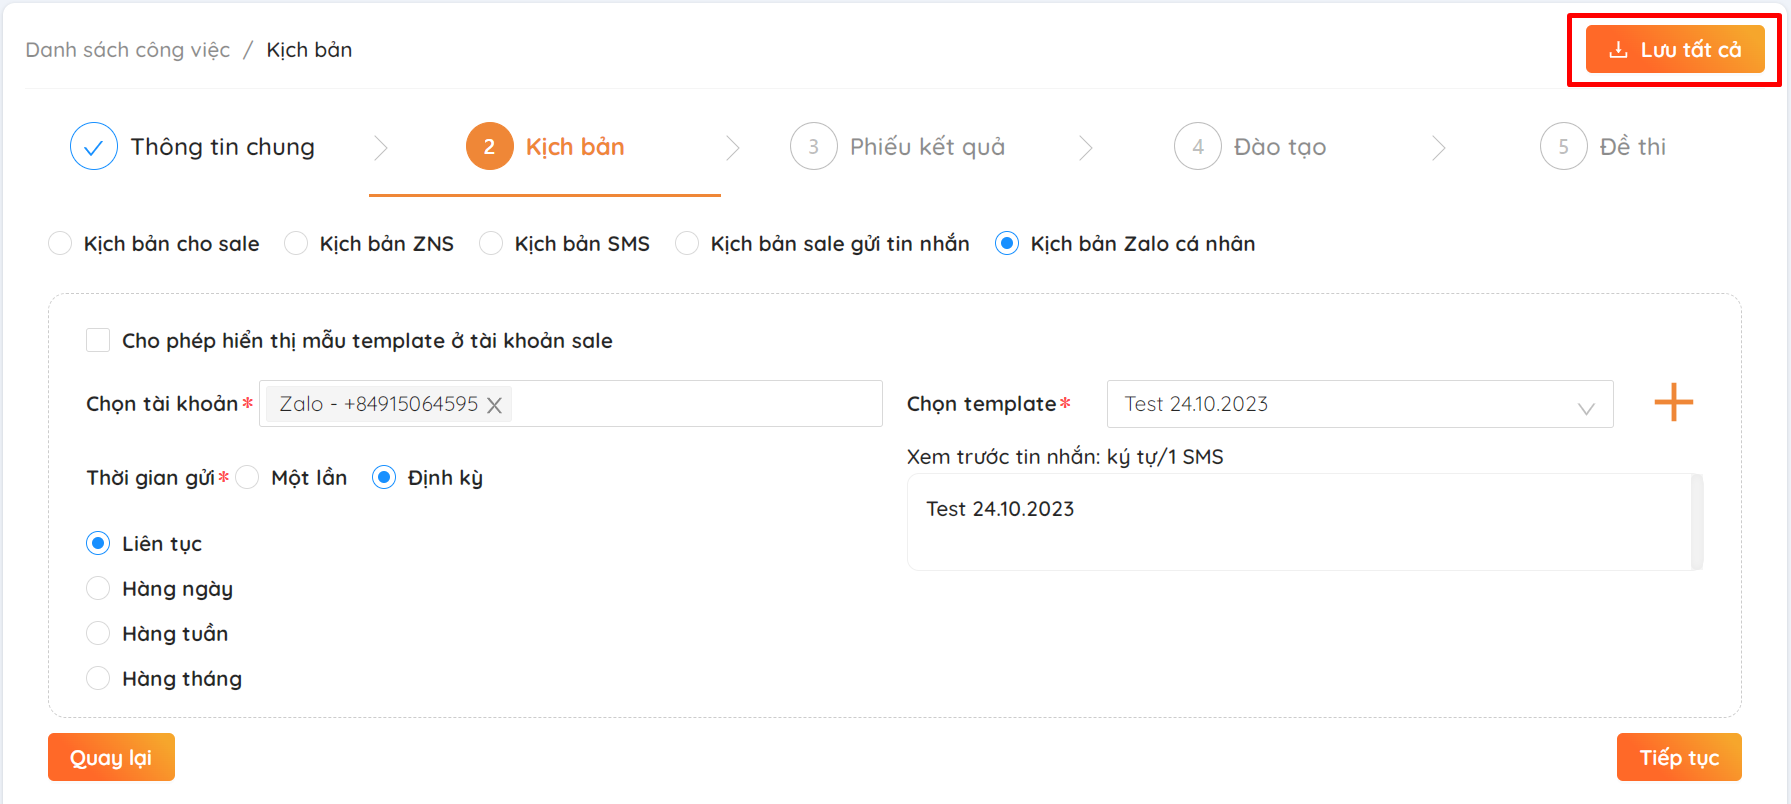 Danh sách công việc / Kịch bản
Lưu tất cả
Thông tin chung
2 Kịch bản
3 Phiếu kết quả
4 Đào tạo
5 Đề thi
Kịch bản cho sale
Kịch bản ZNS
Kịch bản SMS
Kịch bản sale gửi tin nhắn
Kịch bản Zalo cá nhân
Cho phép hiển thị mẫu template ở tài khoản sale
Chọn tài khoản* Zalo - +84915064595
Chọn template* Test 24.10.2023
Xem trước tin nhắn: ký tự/1 SMS
Test 24.10.2023
Thời gian gửi* Một lần Định kỳ
Liên tục
Hàng ngày
Hàng tuần
Hàng tháng
Quay lại
Tiếp tục